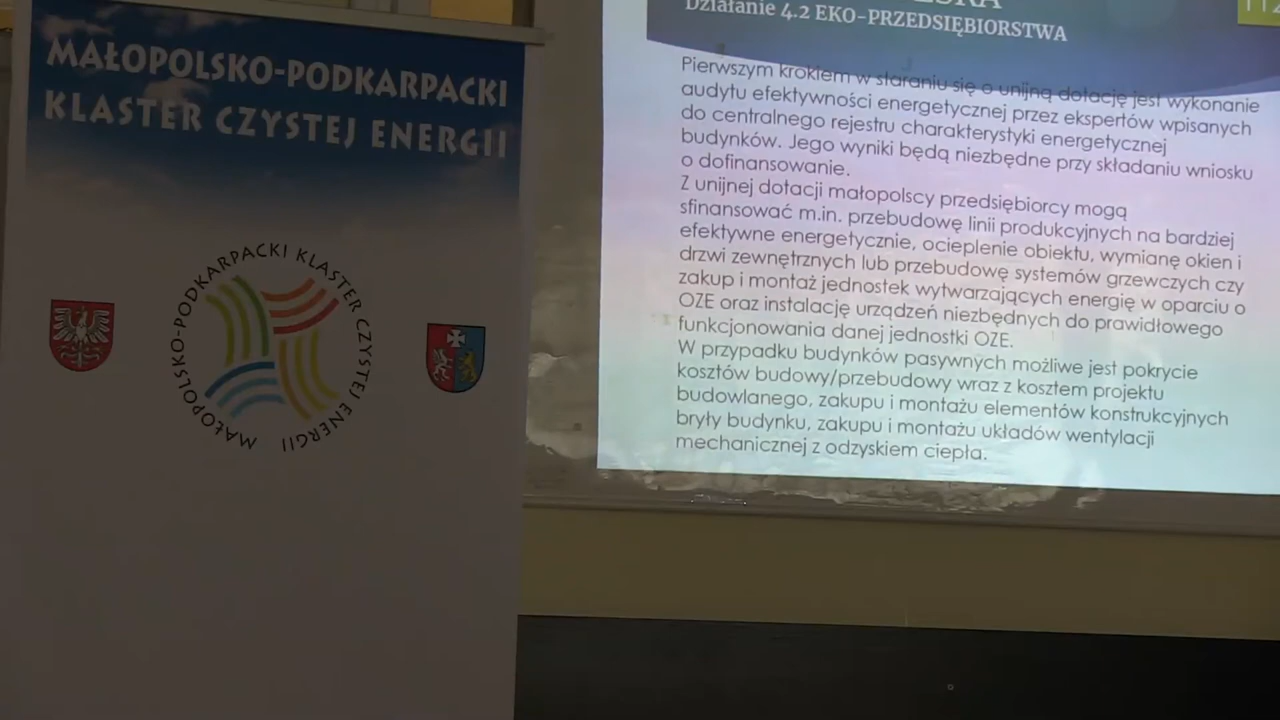 MAŁOPOLSKO-PODKARPACKI
KLASTER CZYSTEJ ENERGII
MAŁOPOLSKO-PODKARPACKI KLASTER CZYSTEJ ENERGII
Działanie 4.2 EKO-PRZEDSIĘBIORSTWA
Pierwszym krokiem w staraniu się o unijną dotację jest wykonanie
audytu efektywności energetycznej przez ekspertów wpisanych
do centralnego rejestru charakterystyki energetycznej
budynków. Jego wyniki będą niezbędne przy składaniu wniosku
o dofinansowanie.
Z unijnej dotacji małopolscy przedsiębiorcy mogą
sfinansować m.in. przebudowę linii produkcyjnych na bardziej
efektywne energetycznie, ocieplenie obiektu, wymianę okien i
drzwi zewnętrznych lub przebudowę systemów grzewczych czy
zakup i montaż jednostek wytwarzających energię w oparciu o
OZE oraz instalację urządzeń niezbędnych do prawidłowego
funkcjonowania danej jednostki OZE.
W przypadku budynków pasywnych możliwe jest pokrycie
kosztów budowy/przebudowy wraz z kosztem projektu
budowlanego, zakupu i montażu elementów konstrukcyjnych
bryły budynku, zakupu i montażu układów wentylacji
mechanicznej z odzyskiem ciepła.